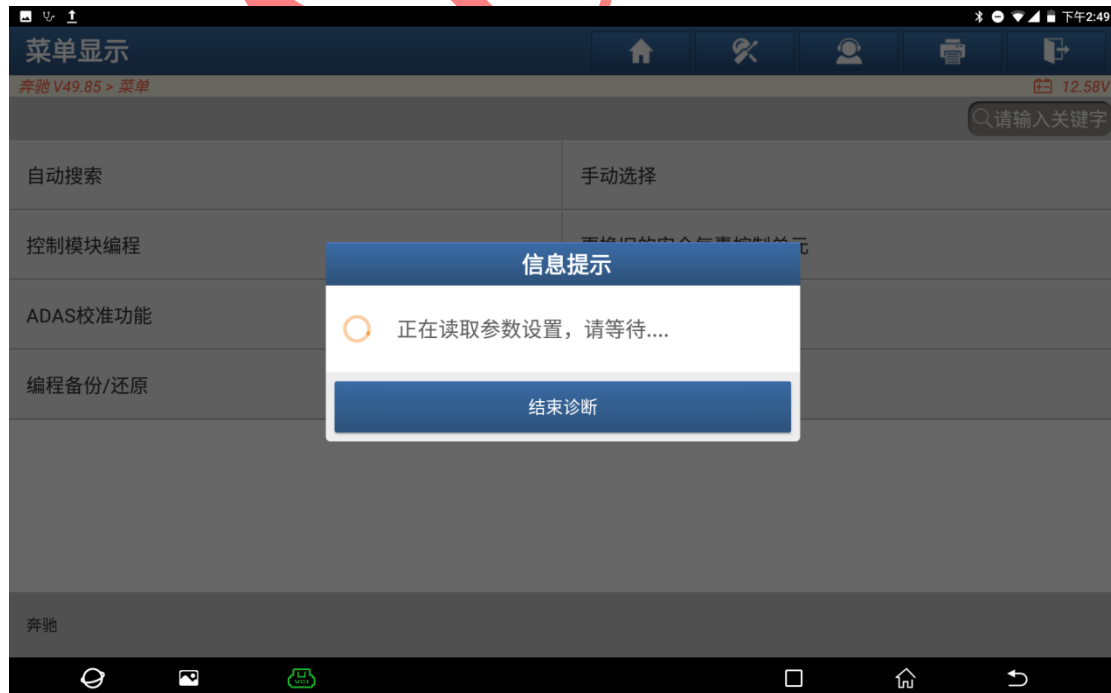 下午2:49
菜单显示
奔驰 V49.85 > 菜单
12.58V
请输入关键字
自动搜索
手动选择
控制模块编程
ADAS校准功能
编程备份/还原
信息提示
正在读取参数设置，请等待....
结束诊断
奔驰
VCI